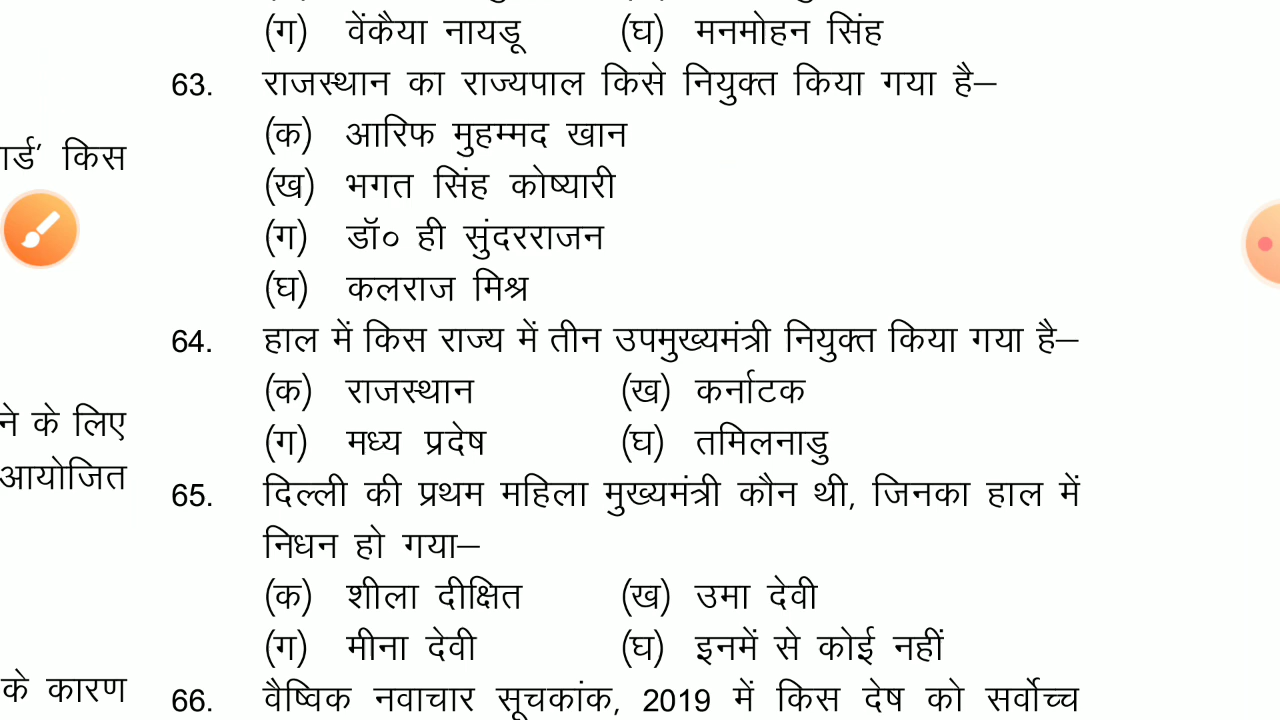 (ग) वेंकैया नायडू (घ) मनमोहन सिंह
63. राजस्थान का राज्यपाल किसे नियुक्त किया गया है–
(क) आरिफ मुहम्मद खान
(ख) भगत सिंह कोष्यारी
(ग) डॉ० ही सुंदरराजन
(घ) कलराज मिश्र
64. हाल में किस राज्य में तीन उपमुख्यमंत्री नियुक्त किया गया है–
(क) राजस्थान (ख) कर्नाटक
(ग) मध्य प्रदेष (घ) तमिलनाडु
65. दिल्ली की प्रथम महिला मुख्यमंत्री कौन थी, जिनका हाल में
निधन हो गया–
(क) शीला दीक्षित (ख) उमा देवी
(ग) मीना देवी (घ) इनमें से कोई नहीं
66. वैष्विक नवाचार सूचकांक, 2019 में किस देष को सर्वोच्च
किस
ने के लिए
आयोजित
के कारण